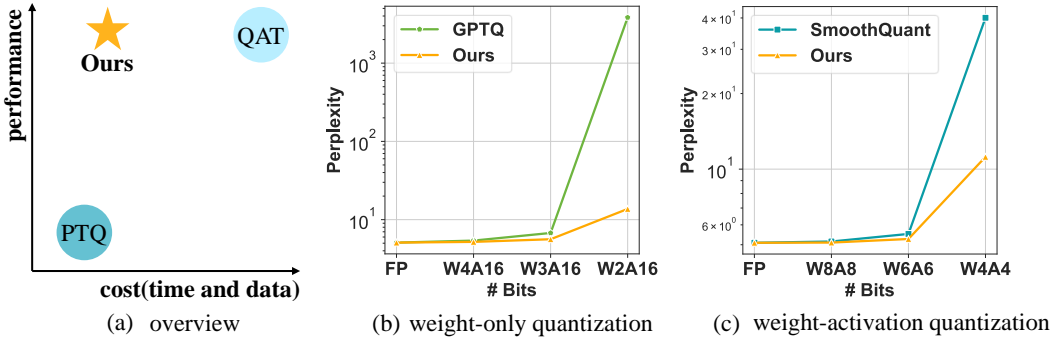 performance
Ours
QAT
PTQ
cost(time and data)
(a) overview
Perplexity
10³
10²
10¹
GPTQ
Ours
FP W4A16 W3A16 W2A16
# Bits
(b) weight-only quantization
Perplexity
4 × 10¹
3 × 10¹
2 × 10¹
10¹
6 × 10⁰
SmoothQuant
Ours
FP W8A8 W6A6 W4A4
# Bits
(c) weight-activation quantization